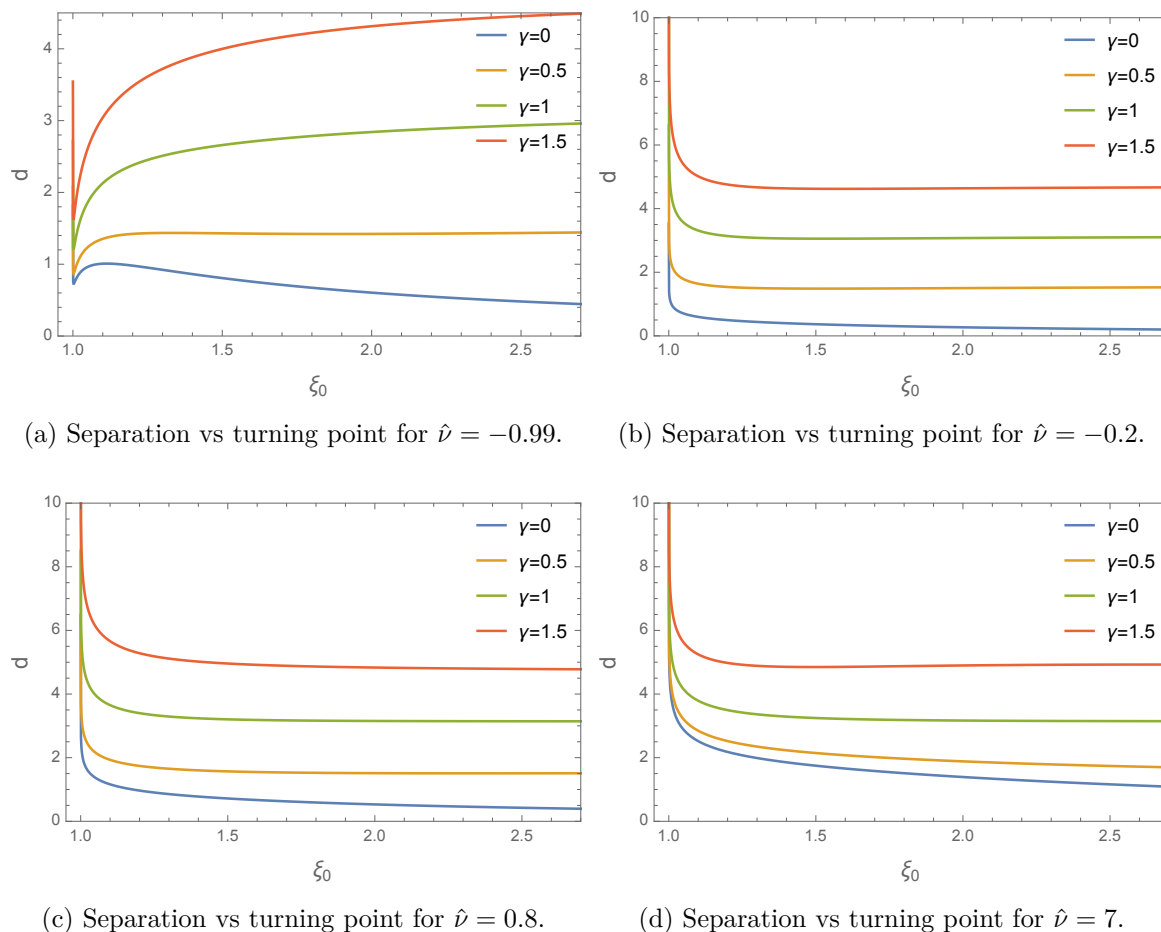 4
3
2
1
0
d
1.0
1.5
2.0
2.5
ξ₀
γ=0
γ=0.5
γ=1
γ=1.5
(a) Separation vs turning point for ν̂ = −0.99.
10
8
6
4
2
0
d
1.0
1.5
2.0
2.5
ξ₀
γ=0
γ=0.5
γ=1
γ=1.5
(b) Separation vs turning point for ν̂ = −0.2.
10
8
6
4
2
0
d
1.0
1.5
2.0
2.5
ξ₀
γ=0
γ=0.5
γ=1
γ=1.5
(c) Separation vs turning point for ν̂ = 0.8.
10
8
6
4
2
0
d
1.0
1.5
2.0
2.5
ξ₀
γ=0
γ=0.5
γ=1
γ=1.5
(d) Separation vs turning point for ν̂ = 7.